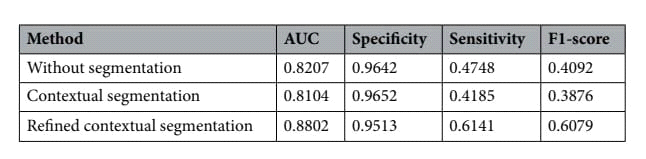 Method AUC Specificity Sensitivity F1-score
Without segmentation 0.8207 0.9642 0.4748 0.4092
Contextual segmentation 0.8104 0.9652 0.4185 0.3876
Refined contextual segmentation 0.8802 0.9513 0.6141 0.6079